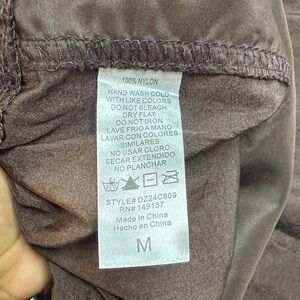 100% NYLON
HAND WASH COLD
WITH LIKE COLORS
DO NOT BLEACH
DRY FLAT
DO NOT IRON
LAVE FRIO A MANO
LAVAR CON COLORES
SIMILARES
NO USAR CLORO
SECAR EXTENDIDO
NO PLANCHAR
STYLE# DZ24C809
RN# 149137
Made in China
Hecho en China
M